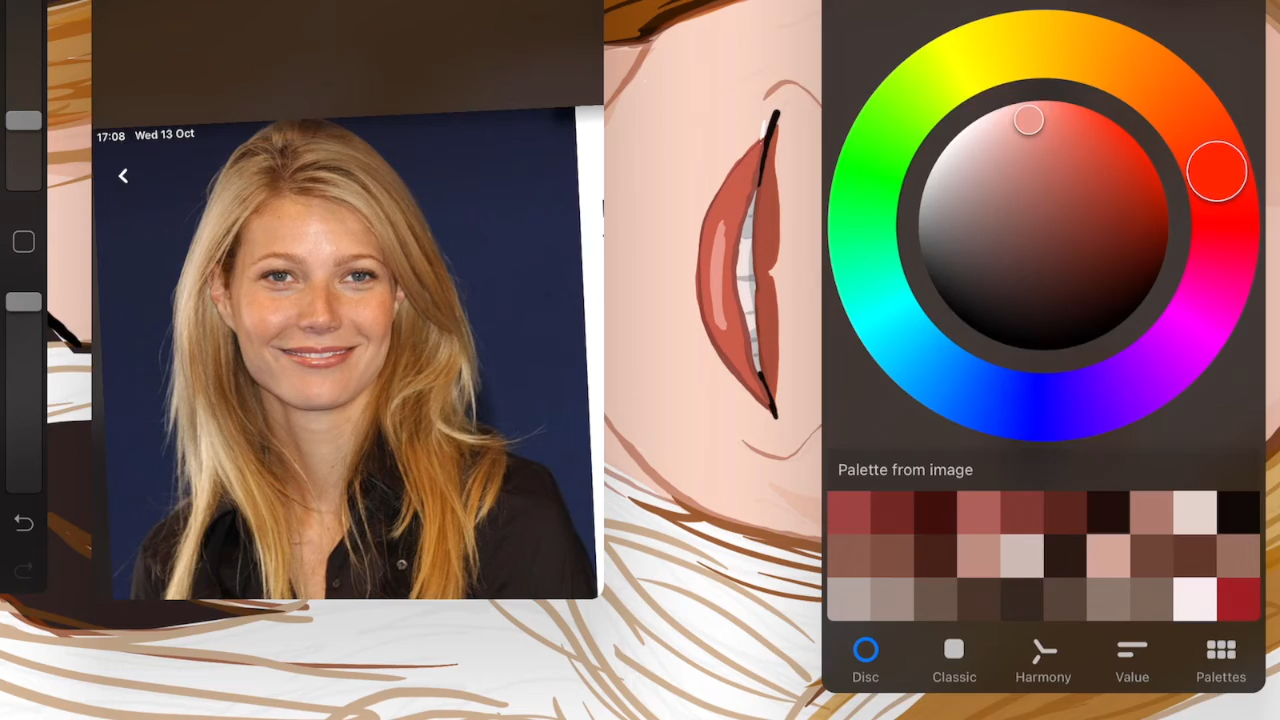 17:08 Wed 13 Oct
Palette from image
Disc
Classic
Harmony
Value
Palettes